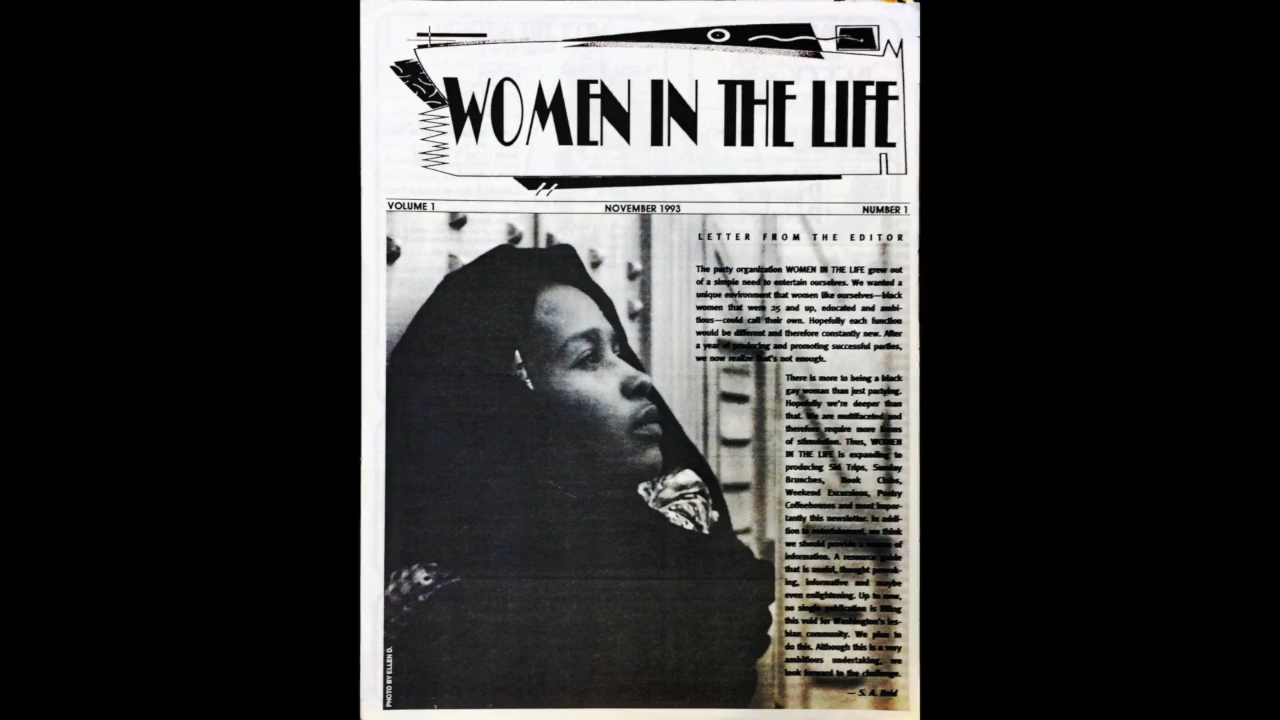 WOMEN IN THE LIFE
VOLUME 1 NOVEMBER 1993 NUMBER 1
LETTER FROM THE EDITOR
The party organization WOMEN IN THE LIFE grew out
of a simple need to entertain ourselves. We wanted a
unique environment that women like ourselves—black
women that were 25 and up, educated and ambi-
tious—could call their own. Hopefully each function
would be different and therefore constantly new. After
a year of producing and promoting successful parties,
we now realize that's not enough.
There is more to being a black
gay woman than just partying.
Hopefully we're deeper than
that. We are multifaceted and
therefore require more forms
of stimulation. Thus, WOMEN
IN THE LIFE is expanding to
producing Ski Trips, Sunday
Brunches, Book Clubs,
Weekend Excursions, Poetry
Coffeehouses and most impor-
tantly this newsletter. In addi-
tion to entertainment, we think
we should provide a source of
information. A resource guide
that is useful, thought provok-
ing, informative and maybe
even enlightening. Up to now,
no single publication is filling
this void for Washington's les-
bian community. We plan to
do this. Although this is a very
ambitious undertaking, we
look forward to the challenge.
— S. A. Reid
PHOTO BY ELLEN D.